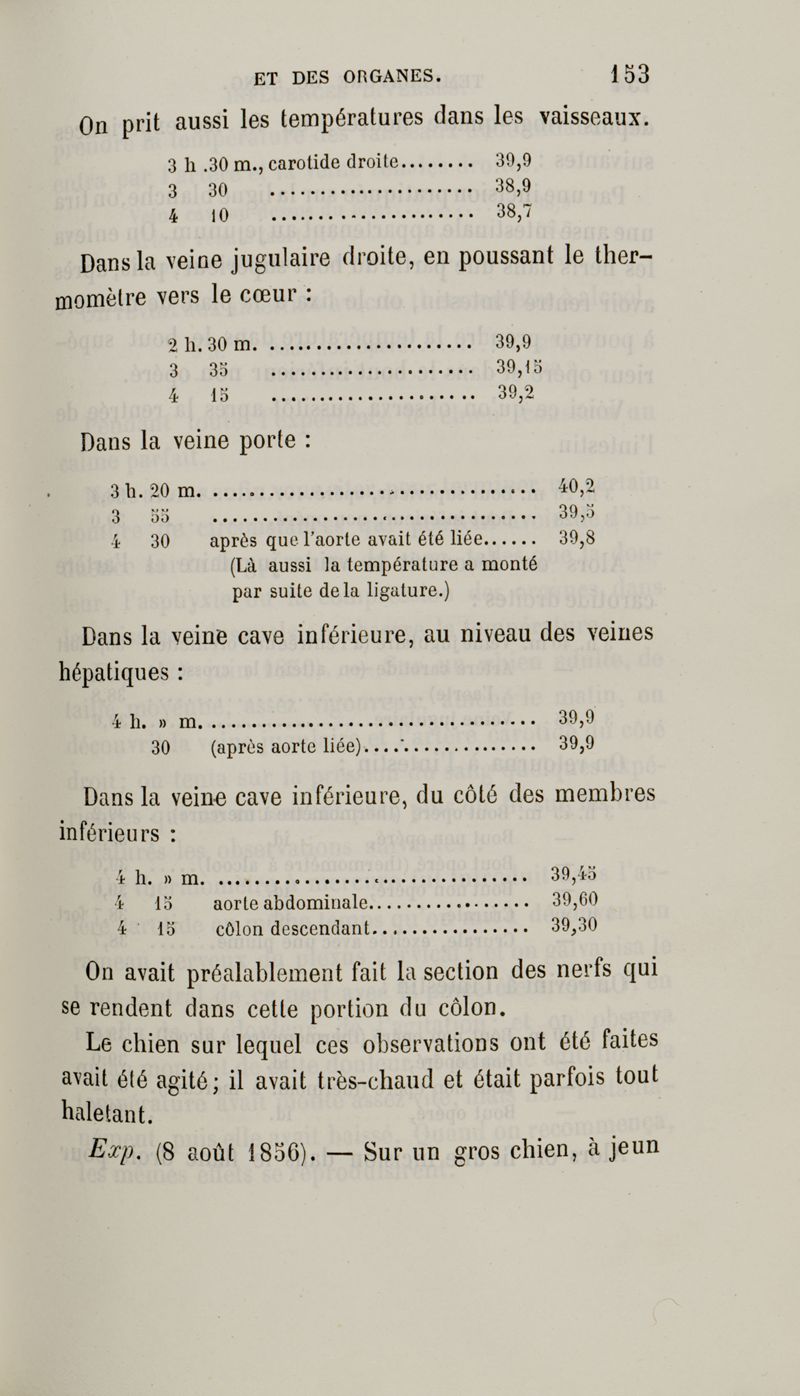 ET DES ORGANES. 153
On prit aussi les températures dans les vaisseaux.
3 h .30 m., carotide droite........ 39,9
3 30 ..................... 38,9
4 10 ..................... 38,7
Dans la veine jugulaire droite, en poussant le ther-
momètre vers le cœur :
2 h. 30 m. ..................... 39,9
3 35 ..................... 39,15
4 15 ..................... 39,2
Dans la veine porte :
3 h. 20 m. .................................. 40,2
3 55 .................................. 39,5
4 30 après que l'aorte avait été liée...... 39,8
(Là aussi la température a monté
par suite de la ligature.)
Dans la veine cave inférieure, au niveau des veines
hépatiques :
4 h. » m. .................................. 39,9
30 (après aorte liée).................. 39,9
Dans la veine cave inférieure, du côté des membres
inférieurs :
4 h. » m. ................................ 39,45
4 15 aorte abdominale................. 39,60
4 15 côlon descendant................. 39,30
On avait préalablement fait la section des nerfs qui
se rendent dans cette portion du côlon.
Le chien sur lequel ces observations ont été faites
avait été agité; il avait très-chaud et était parfois tout
haletant.
Exp. (8 août 1856). — Sur un gros chien, à jeun